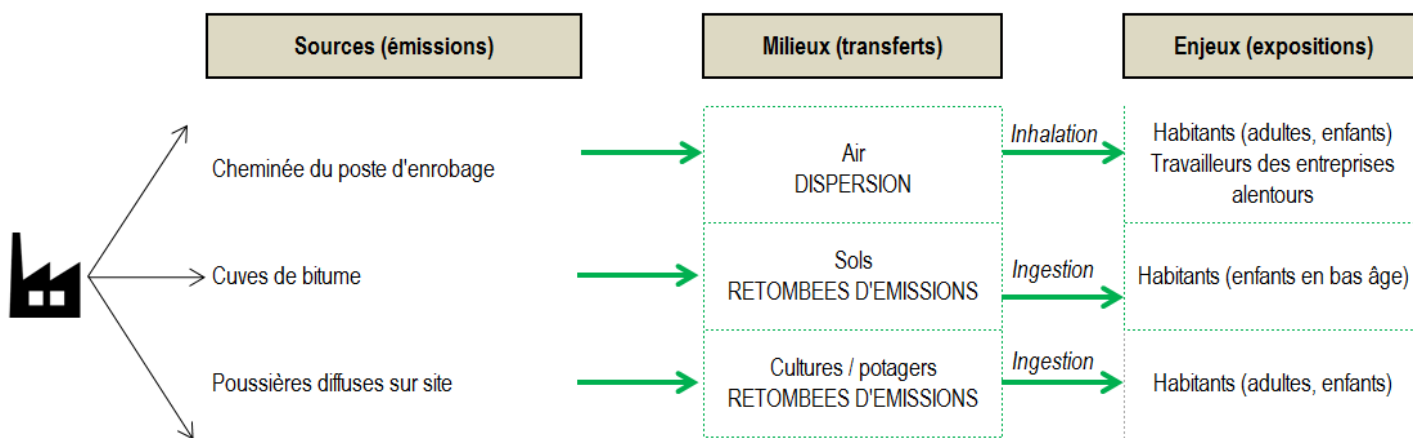 Sources (émissions)
Milieux (transferts)
Enjeux (expositions)
Cheminée du poste d'enrobage
Air
DISPERSION
Inhalation
Habitants (adultes, enfants)
Travailleurs des entreprises
alentours
Cuves de bitume
Sols
RETOMBEES D'EMISSIONS
Ingestion
Habitants (enfants en bas âge)
Poussières diffuses sur site
Cultures / potagers
RETOMBEES D'EMISSIONS
Ingestion
Habitants (adultes, enfants)